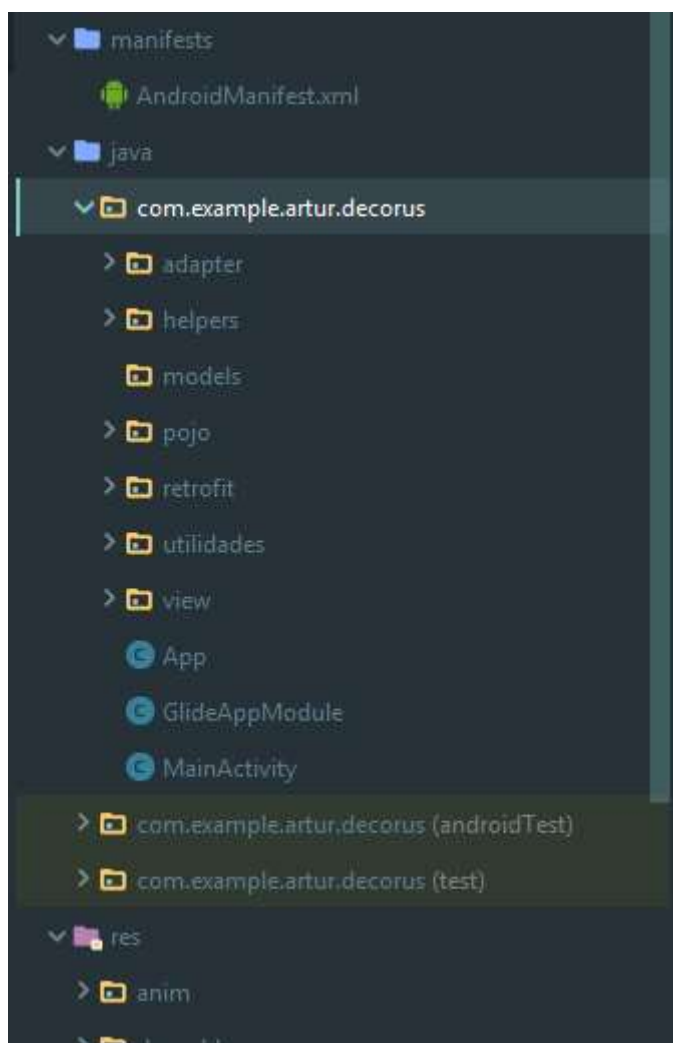 manifests
AndroidManifest.xml
java
com.example.artur.decorus
adapter
helpers
models
pojo
retrofit
utilidades
view
App
GlideAppModule
MainActivity
com.example.artur.decorus (androidTest)
com.example.artur.decorus (test)
res
anim